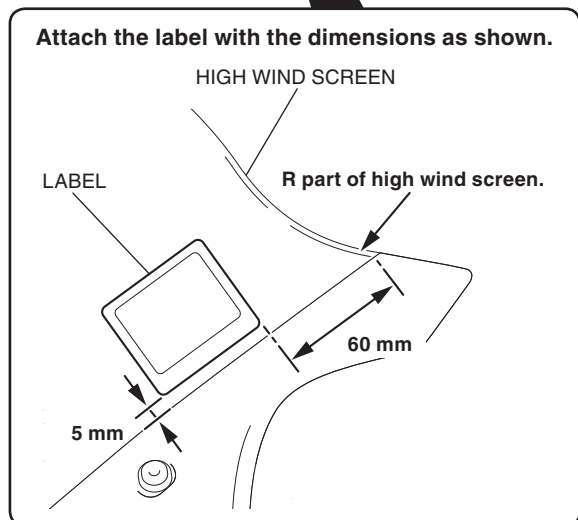 Attach the label with the dimensions as shown.
HIGH WIND SCREEN
LABEL
R part of high wind screen.
60 mm
5 mm